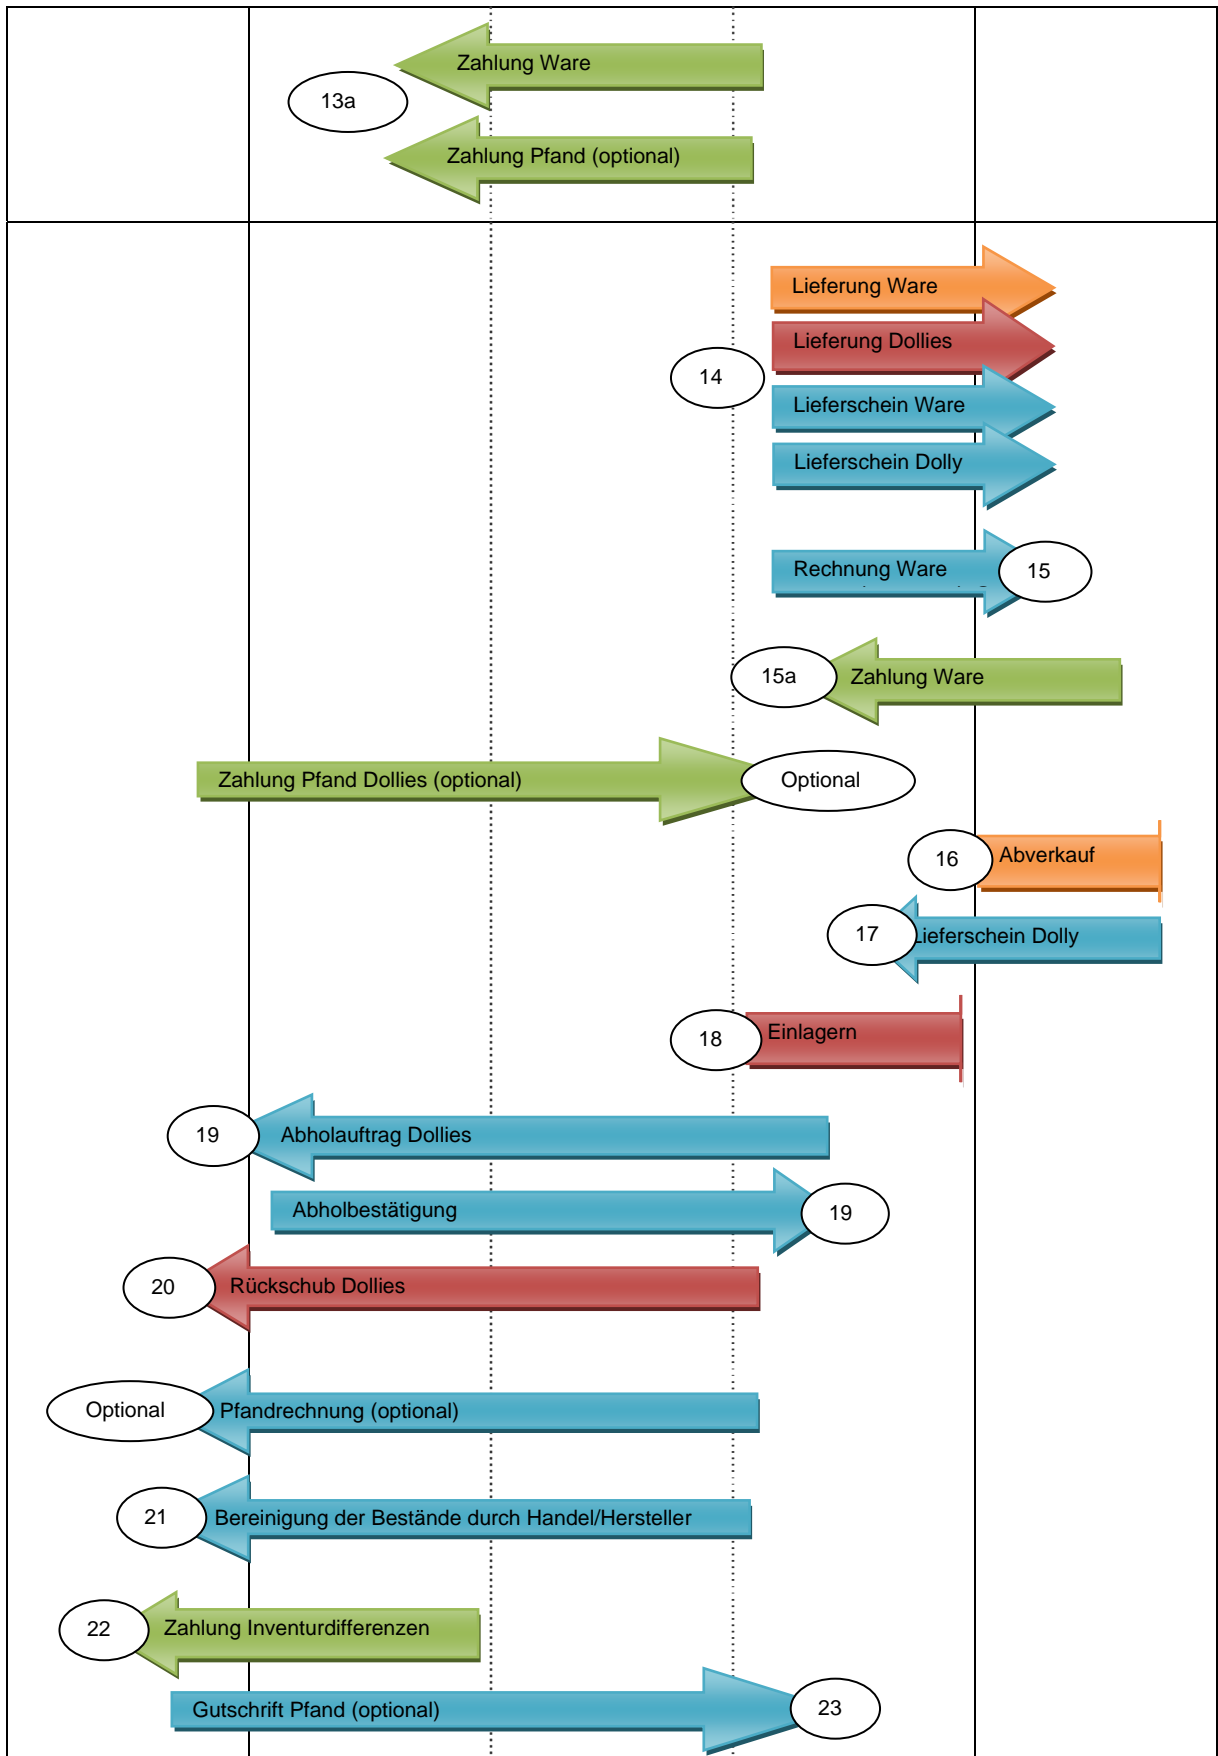 Zahlung Ware
13a
Zahlung Pfand (optional)
Lieferung Ware
Lieferung Dollies
14
Lieferschein Ware
Lieferschein Dolly
Rechnung Ware
15
15a
Zahlung Ware
Zahlung Pfand Dollies (optional)
Optional
16
Abverkauf
17
Lieferschein Dolly
18
Einlagern
19
Abholauftrag Dollies
Abholbestätigung
19
20
Rückschub Dollies
Optional
Pfandrechnung (optional)
21
Bereinigung der Bestände durch Handel/Hersteller
22
Zahlung Inventurdifferenzen
Gutschrift Pfand (optional)
23